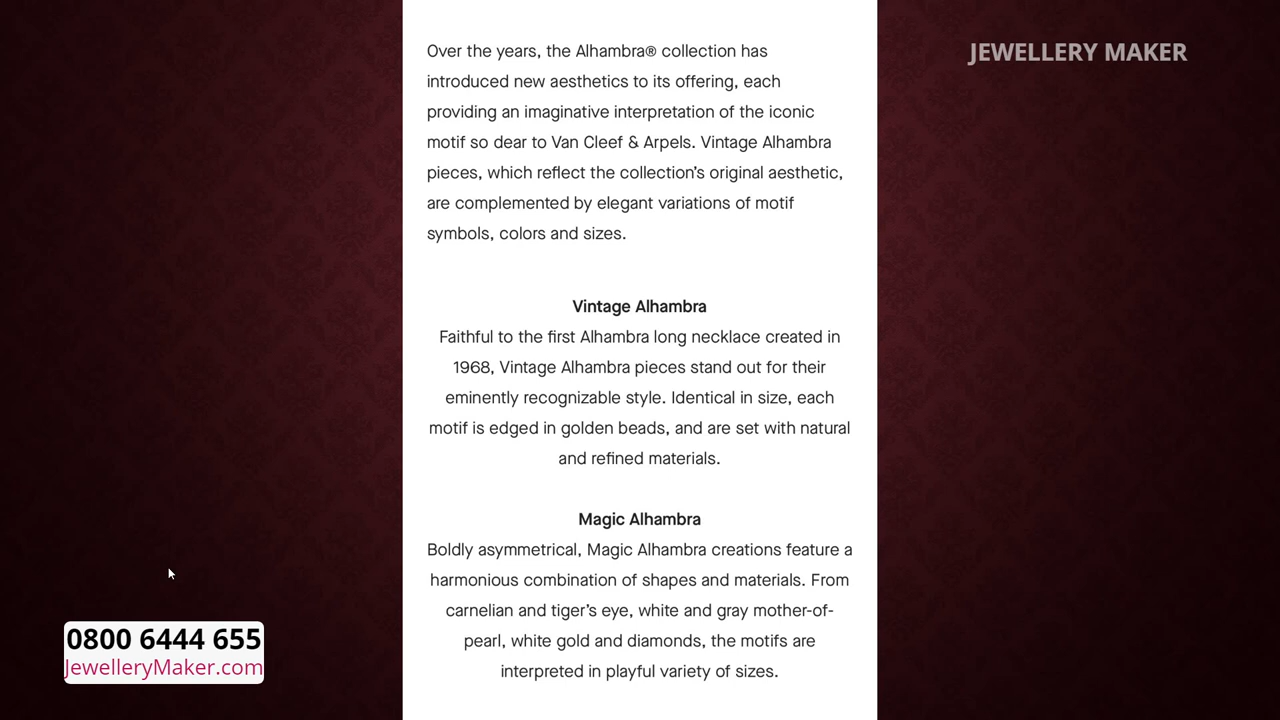 JEWELLERY MAKER
Over the years, the Alhambra® collection has
introduced new aesthetics to its offering, each
providing an imaginative interpretation of the iconic
motif so dear to Van Cleef & Arpels. Vintage Alhambra
pieces, which reflect the collection’s original aesthetic,
are complemented by elegant variations of motif
symbols, colors and sizes.
Vintage Alhambra
Faithful to the first Alhambra long necklace created in
1968, Vintage Alhambra pieces stand out for their
eminently recognizable style. Identical in size, each
motif is edged in golden beads, and are set with natural
and refined materials.
Magic Alhambra
Boldly asymmetrical, Magic Alhambra creations feature a
harmonious combination of shapes and materials. From
carnelian and tiger’s eye, white and gray mother-of-
pearl, white gold and diamonds, the motifs are
interpreted in playful variety of sizes.
0800 6444 655
JewelleryMaker.com